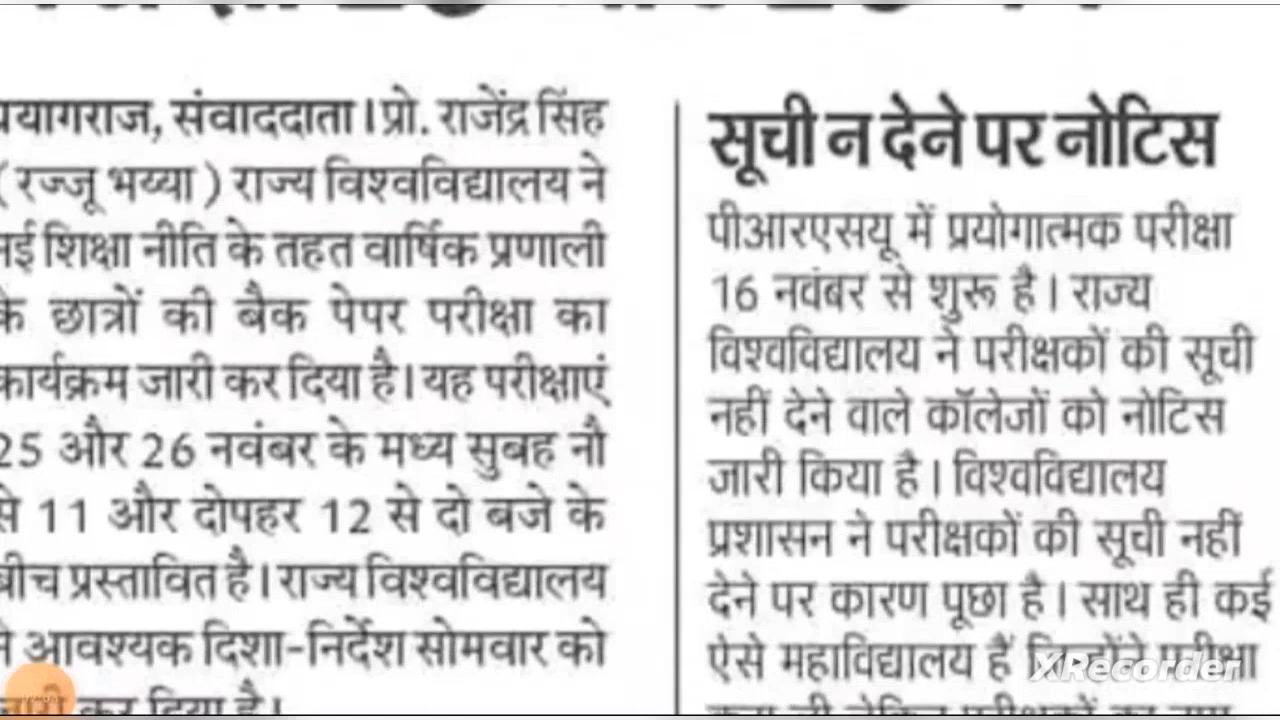 प्रयागराज, संवाददाता । प्रो. राजेंद्र सिंह
( रज्जू भय्या ) राज्य विश्वविद्यालय ने
नई शिक्षा नीति के तहत वार्षिक प्रणाली
के छात्रों की बैक पेपर परीक्षा का
कार्यक्रम जारी कर दिया है। यह परीक्षाएं
25 और 26 नवंबर के मध्य सुबह नौ
से 11 और दोपहर 12 से दो बजे के
बीच प्रस्तावित है। राज्य विश्वविद्यालय
ने आवश्यक दिशा-निर्देश सोमवार को
जारी कर दिया है।
सूची न देने पर नोटिस
पीआरएसयू में प्रयोगात्मक परीक्षा
16 नवंबर से शुरू है । राज्य
विश्वविद्यालय ने परीक्षकों की सूची
नहीं देने वाले कॉलेजों को नोटिस
जारी किया है । विश्वविद्यालय
प्रशासन ने परीक्षकों की सूची नहीं
देने पर कारण पूछा है । साथ ही कई
ऐसे महाविद्यालय हैं जिन्होंने परीक्षा
XRecorder